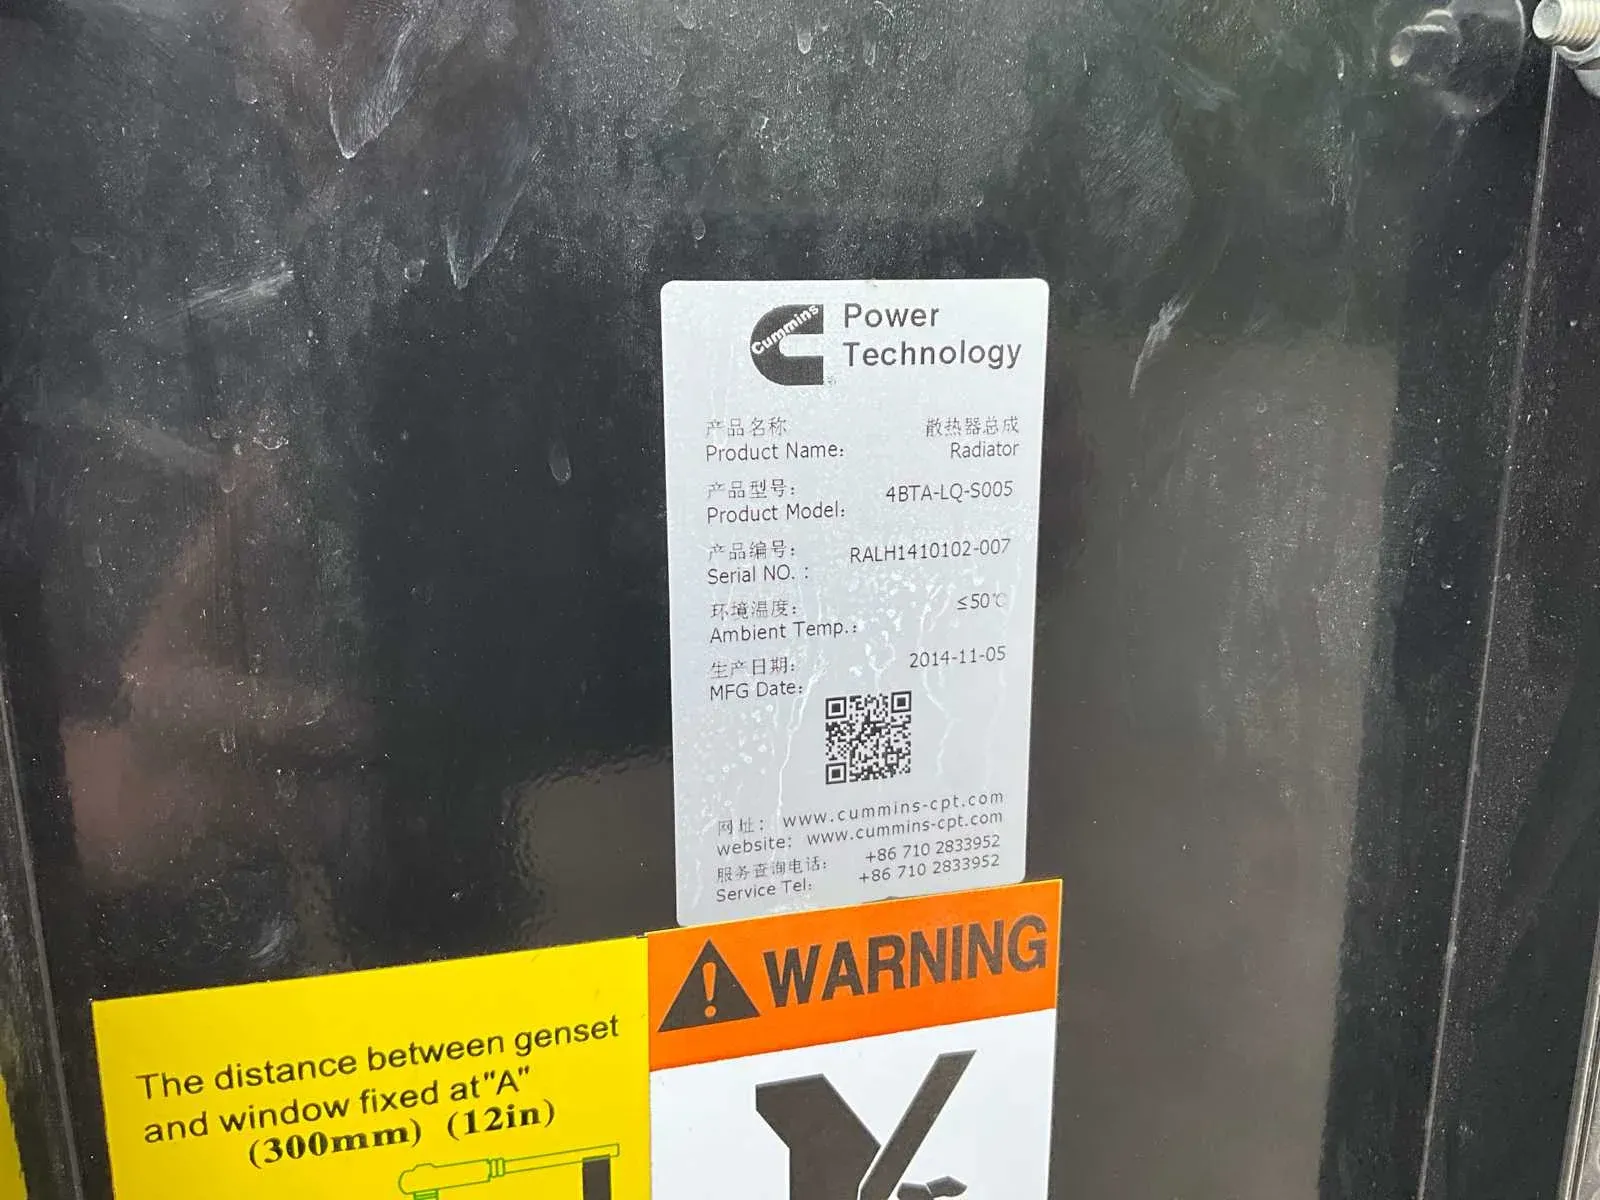 Cummins
Power
Technology
产品名称
Product Name:
散热器总成
Radiator
产品型号:
Product Model:
4BTA-LQ-S005
产品编号:
Serial NO. :
RALH1410102-007
环境温度:
Ambient Temp.:
≤50℃
生产日期:
MFG Date:
2014-11-05
网址: www.cummins-cpt.com
website: www.cummins-cpt.com
服务查询电话: +86 710 2833952
Service Tel: +86 710 2833952
WARNING
The distance between genset
and window fixed at "A"
(300mm) (12in)